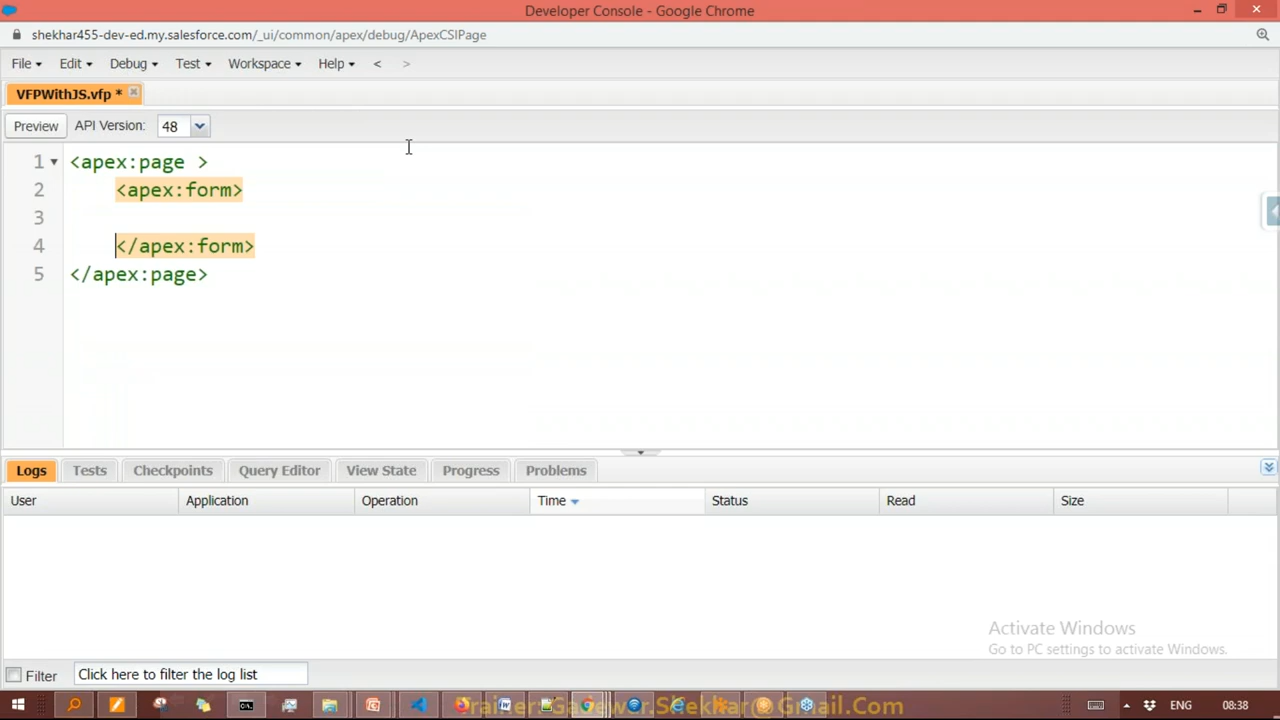 Developer Console - Google Chrome
shekhar455-dev-ed.my.salesforce.com/_ui/common/apex/debug/ApexCSIPage
File Edit Debug Test Workspace Help < >
VFPWithJS.vfp *
Preview API Version: 48
1 <apex:page >
2 <apex:form>
3
4 </apex:form>
5 </apex:page>
Logs Tests Checkpoints Query Editor View State Progress Problems
User Application Operation Time Status Read Size
Activate Windows
Go to PC settings to activate Windows.
Filter Click here to filter the log list
ENG 08:38